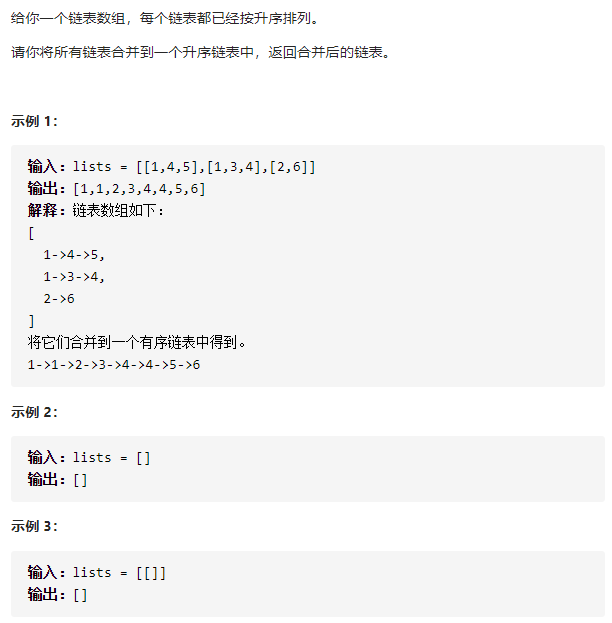 给你一个链表数组，每个链表都已经按升序排列。
请你将所有链表合并到一个升序链表中，返回合并后的链表。
示例 1：
输入：lists = [[1,4,5],[1,3,4],[2,6]]
输出：[1,1,2,3,4,4,5,6]
解释：链表数组如下：
[
  1->4->5,
  1->3->4,
  2->6
]
将它们合并到一个有序链表中得到。
1->1->2->3->4->4->5->6
示例 2：
输入：lists = []
输出：[]
示例 3：
输入：lists = [[]]
输出：[]